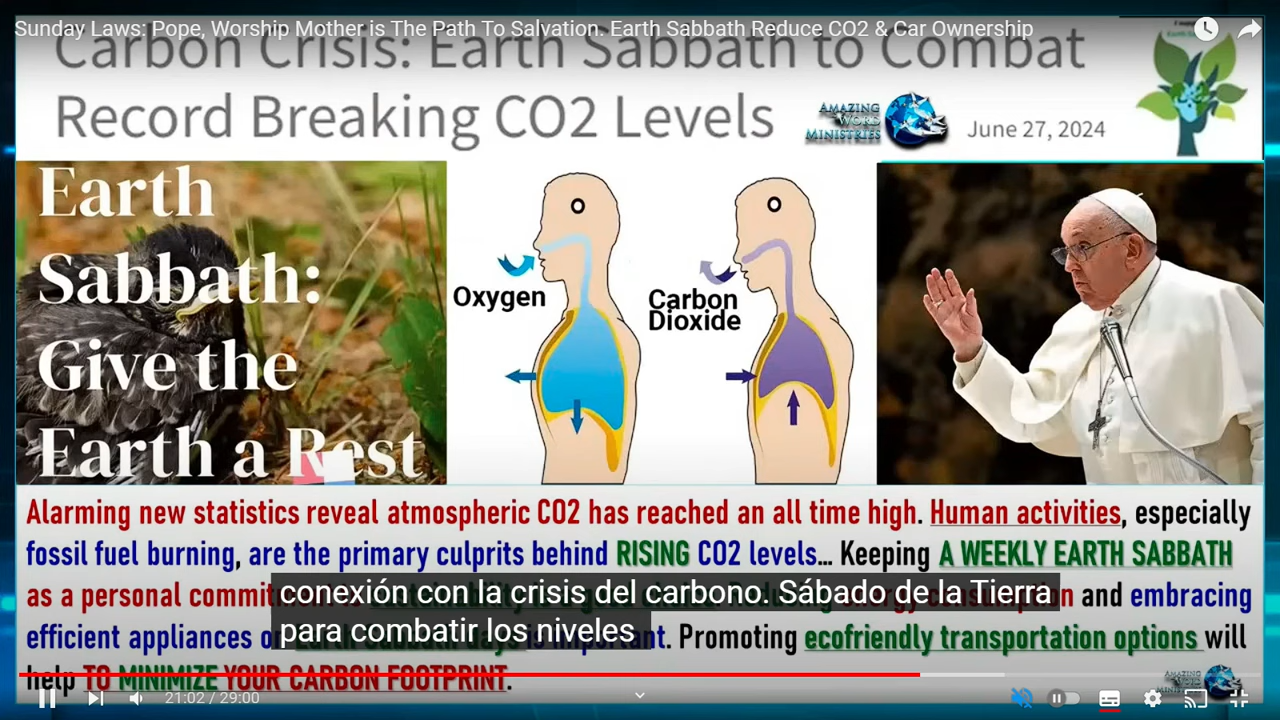 Sunday Laws: Pope, Worship Mother is The Path To Salvation. Earth Sabbath Reduce CO2 & Car Ownership
Carbon Crisis: Earth Sabbath to Combat
Record Breaking CO2 Levels
AMAZING
WORD
MINISTRIES
June 27, 2024
Earth
Sabbath:
Give the
Earth a Rest
Oxygen
Carbon
Dioxide
Alarming new statistics reveal atmospheric CO2 has reached an all time high. Human activities, especially
fossil fuel burning, are the primary culprits behind RISING CO2 levels... Keeping A WEEKLY EARTH SABBATH
as a personal and embracing
conexión con la crisis del carbono. Sábado de la Tierra
efficient appliances Promoting ecofriendly transportation options will
para combatir los niveles
help TO MINIMIZE YOUR CARBON FOOTPRINT.
AMAZING
WORD
MINISTRIES
21:02 / 29:00